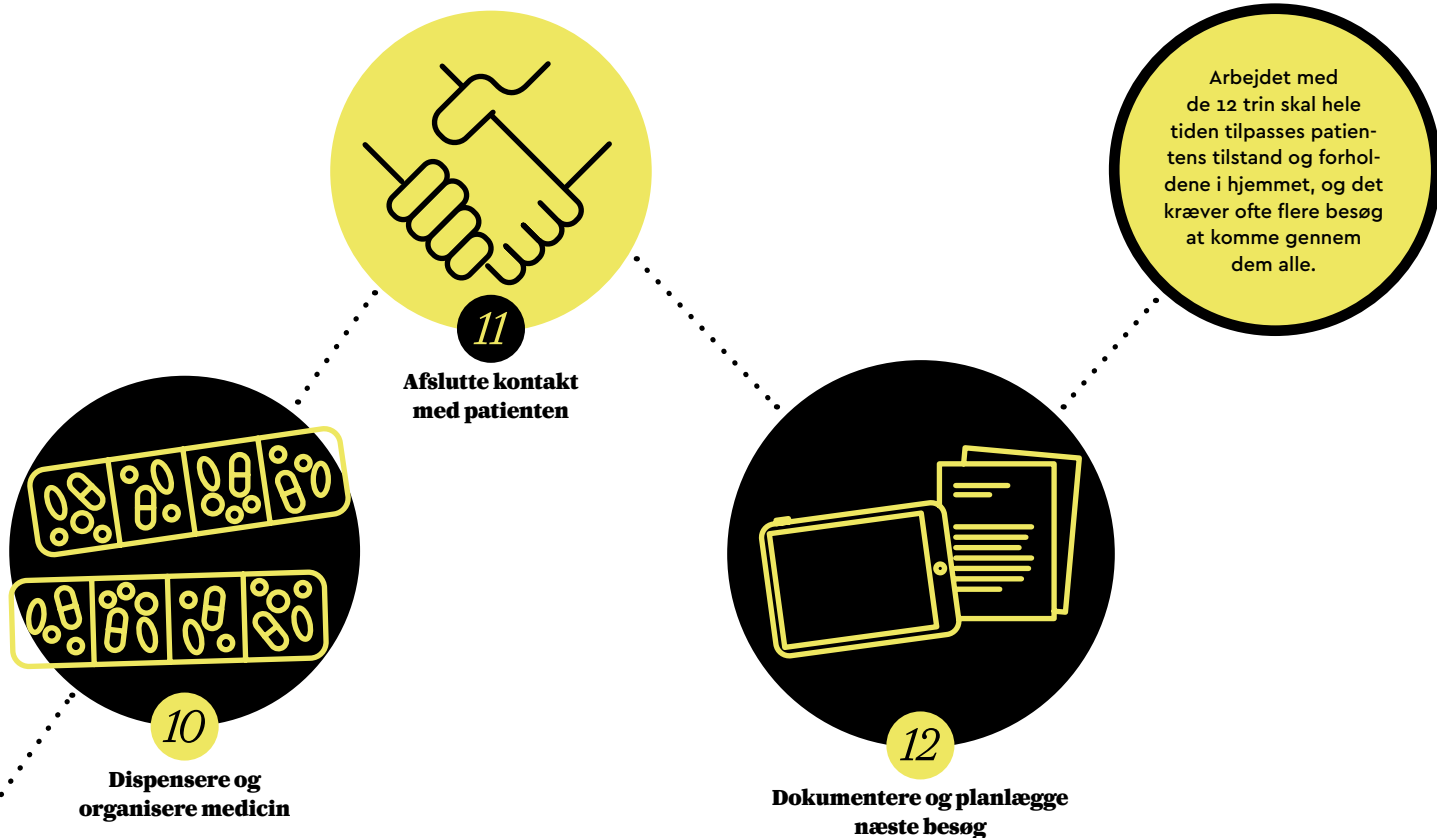 Arbejdet med
de 12 trin skal hele
tiden tilpasses patien-
tens tilstand og forhol-
dene i hjemmet, og det
kræver ofte flere besøg
at komme gennem
dem alle.
11
Afslutte kontakt
med patienten
10
Dispensere og
organisere medicin
12
Dokumentere og planlægge
næste besøg